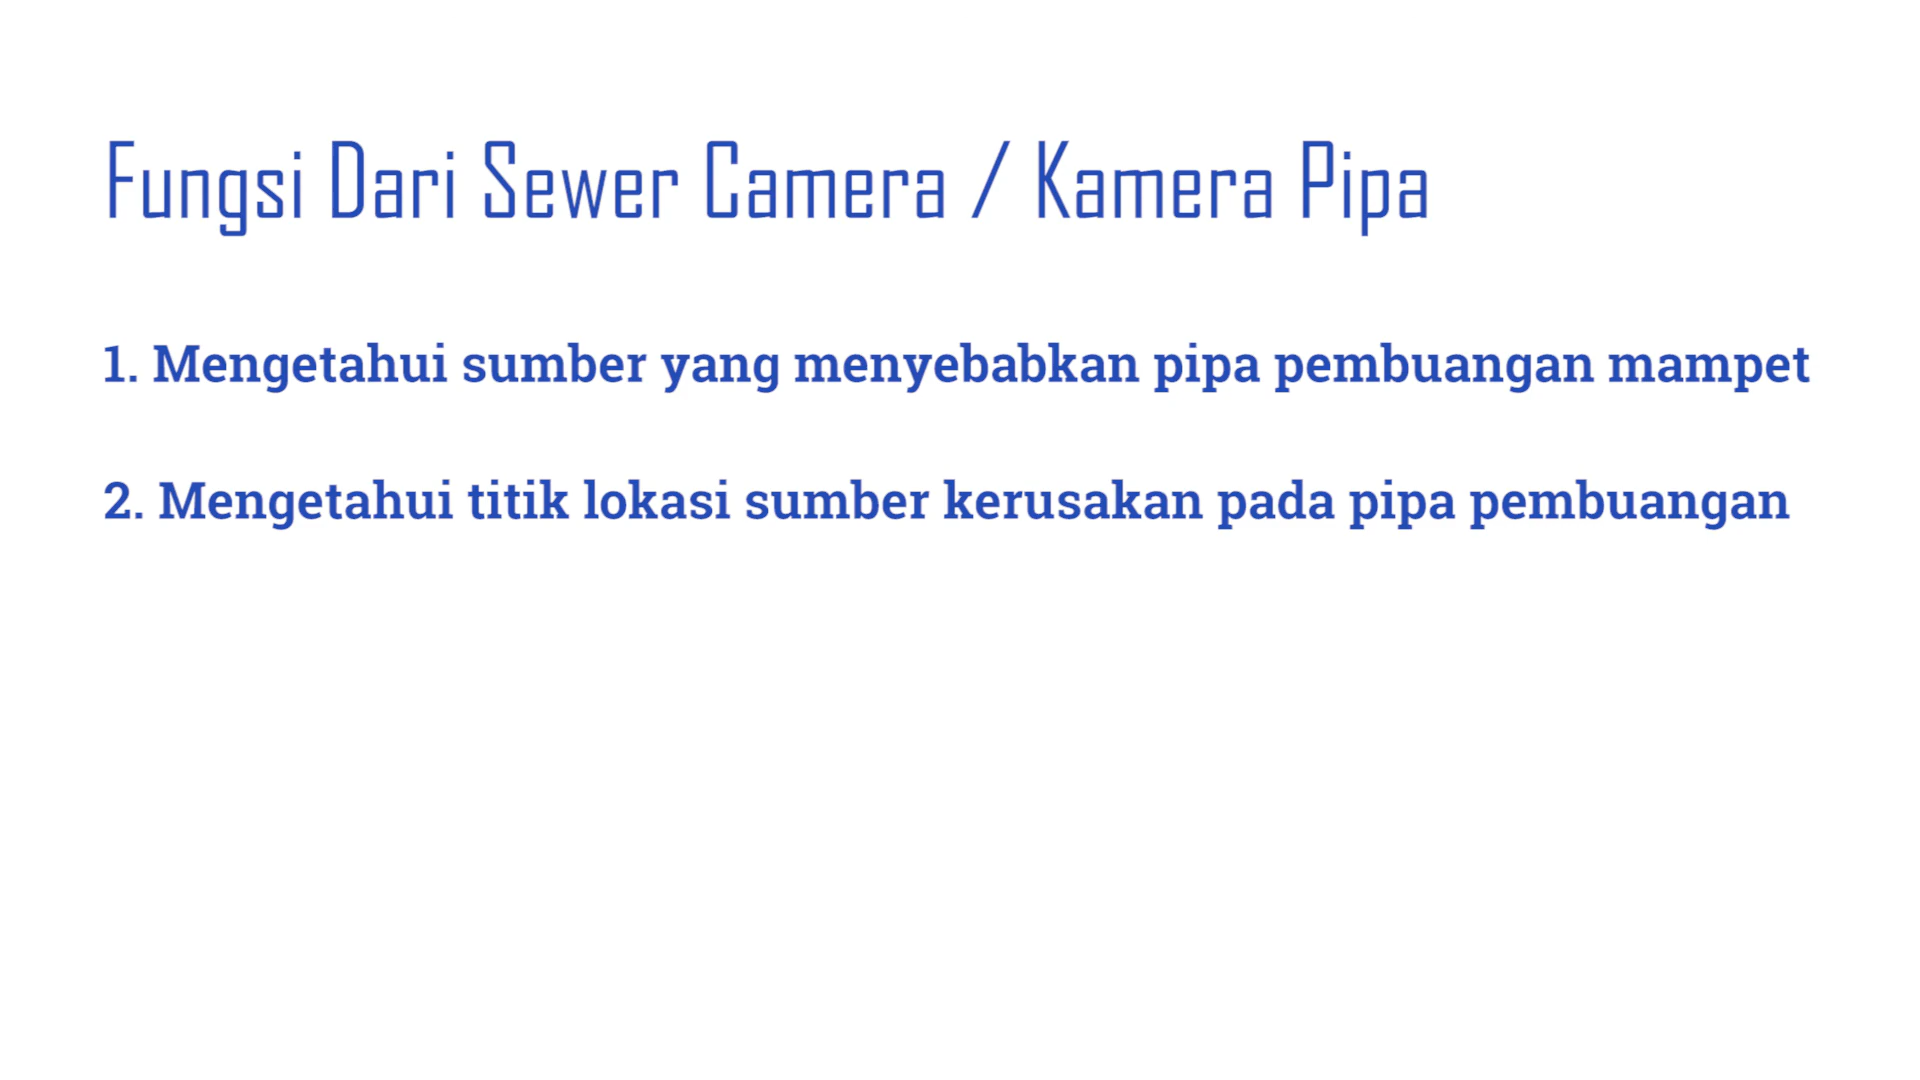 Fungsi Dari Sewer Camera / Kamera Pipa
1. Mengetahui sumber yang menyebabkan pipa pembuangan mampet
2. Mengetahui titik lokasi sumber kerusakan pada pipa pembuangan